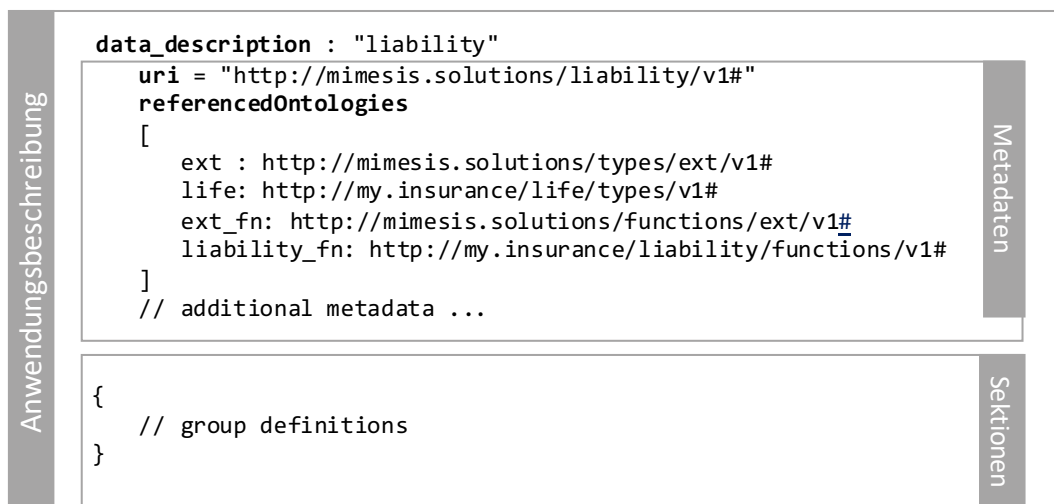 Anwendungsbeschreibung
data_description : "liability"
uri = "http://mimesis.solutions/liability/v1#"
referencedOntologies
[
ext : http://mimesis.solutions/types/ext/v1#
life: http://my.insurance/life/types/v1#
ext_fn: http://mimesis.solutions/functions/ext/v1#
liability_fn: http://my.insurance/liability/functions/v1#
]
// additional metadata ...
Metadaten
{
// group definitions
}
Sektionen